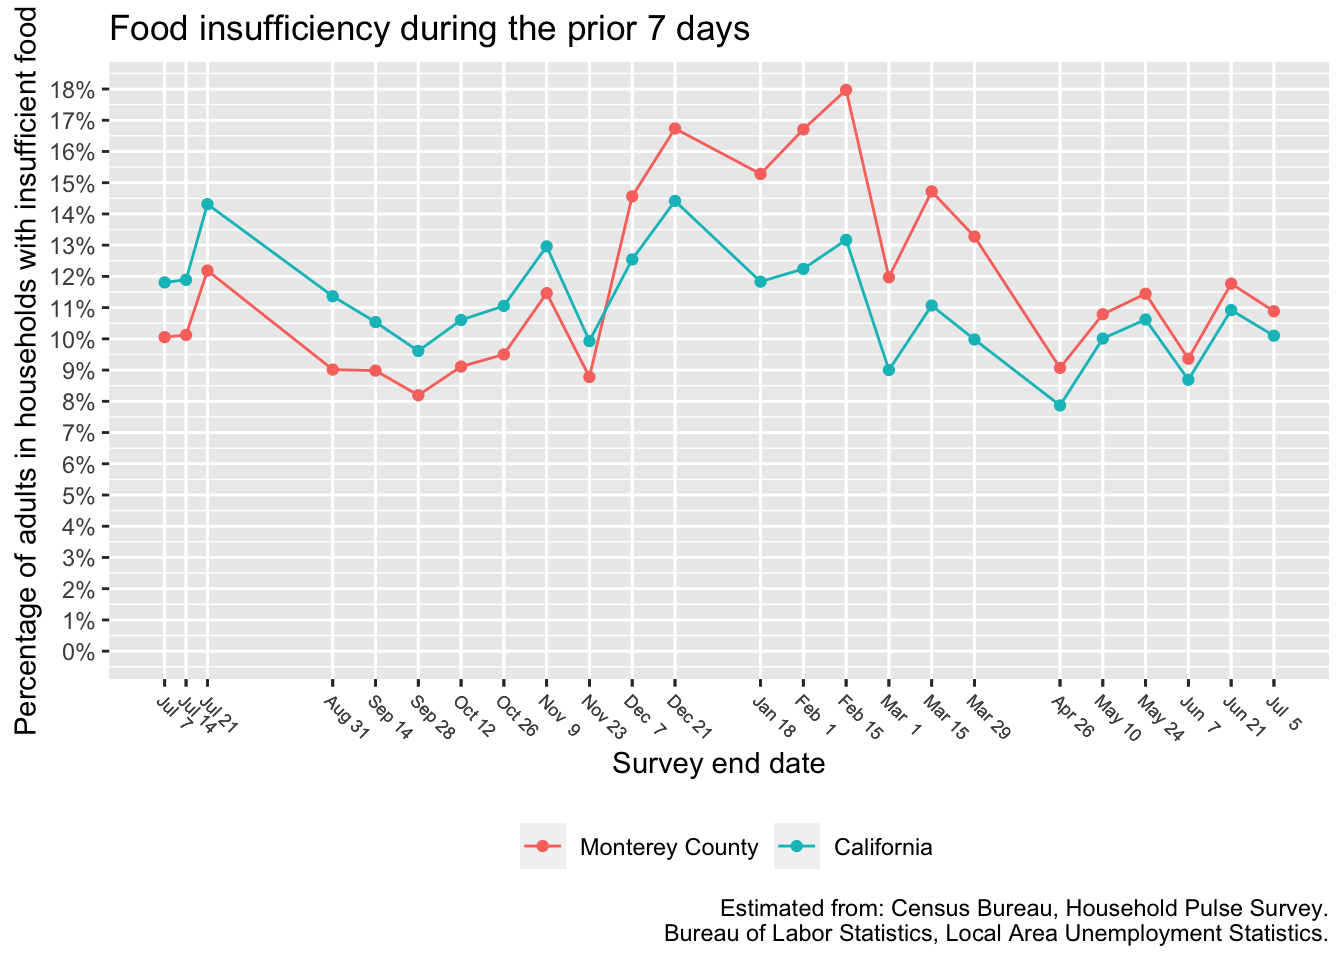 Food insufficiency during the prior 7 days
Percentage of adults in households with insufficient food
18%
17%
16%
15%
14%
13%
12%
11%
10%
9%
8%
7%
6%
5%
4%
3%
2%
1%
0%
Jul 7
Jul 14
Jul 21
Aug 31
Sep 14
Sep 28
Oct 12
Oct 26
Nov 9
Nov 23
Dec 7
Dec 21
Jan 18
Feb 1
Feb 15
Mar 1
Mar 15
Mar 29
Apr 26
May 10
May 24
Jun 7
Jun 21
Jul 5
Survey end date
Monterey County
California
Estimated from: Census Bureau, Household Pulse Survey.
Bureau of Labor Statistics, Local Area Unemployment Statistics.